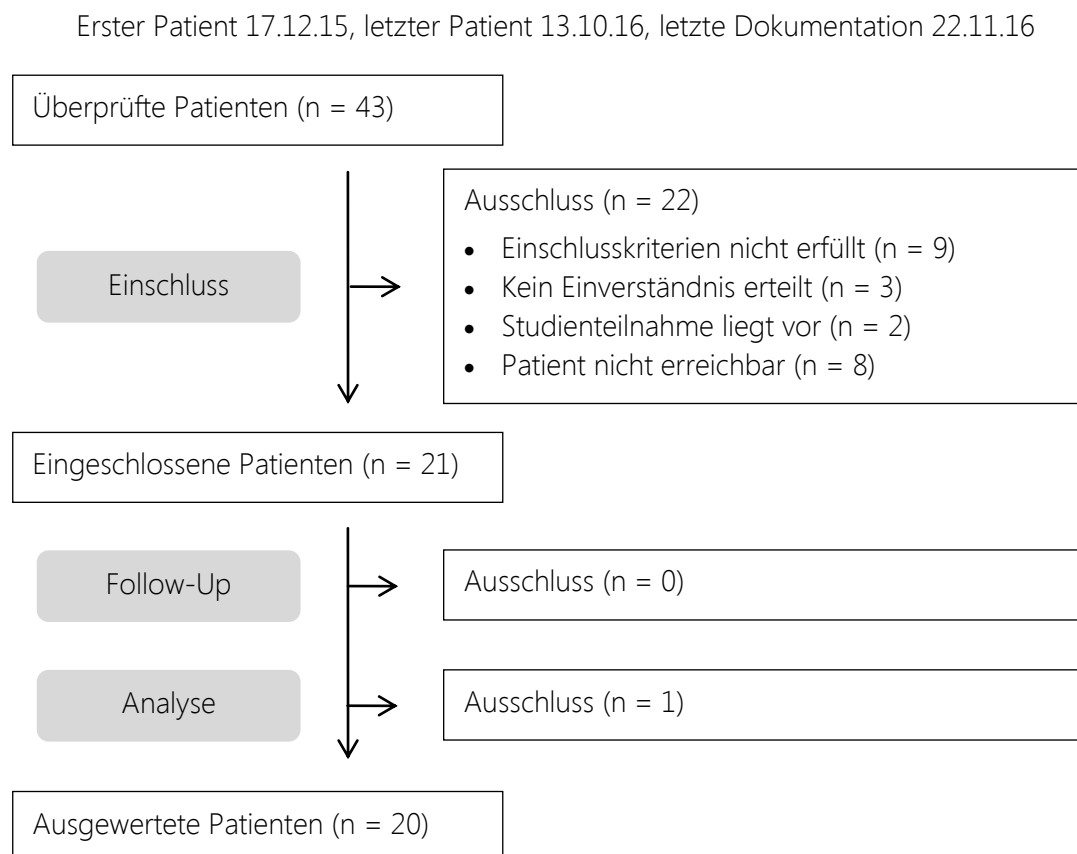 Erster Patient 17.12.15, letzter Patient 13.10.16, letzte Dokumentation 22.11.16
Überprüfte Patienten (n = 43)
Einschluss
Ausschluss (n = 22)
• Einschlusskriterien nicht erfüllt (n = 9)
• Kein Einverständnis erteilt (n = 3)
• Studienteilnahme liegt vor (n = 2)
• Patient nicht erreichbar (n = 8)
Eingeschlossene Patienten (n = 21)
Follow-Up
Ausschluss (n = 0)
Analyse
Ausschluss (n = 1)
Ausgewertete Patienten (n = 20)